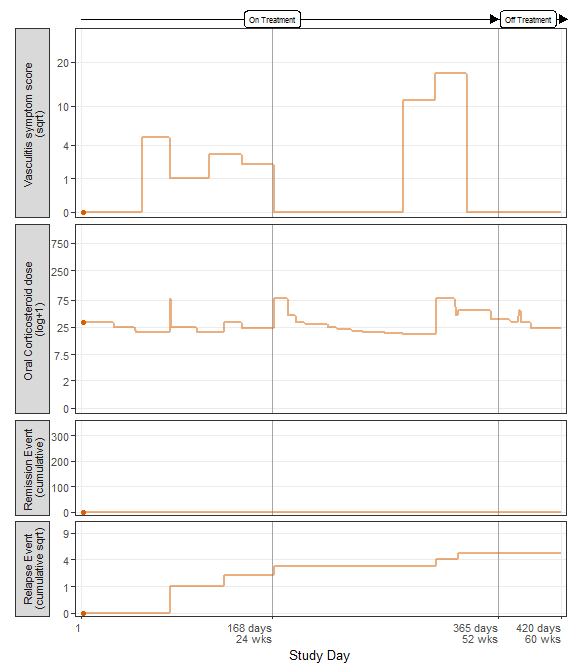 On Treatment
Off Treatment
Vasculitis symptom score
(sqrt)
20
10
4
1
0
Oral Corticosteroid dose
(log+1)
750
250
75
25
7.5
2
0
Remission Event
(cumulative)
300
200
100
0
Relapse Event
(cumulative sqrt)
9
4
1
0
1
168 days
24 wks
365 days
52 wks
420 days
60 wks
Study Day